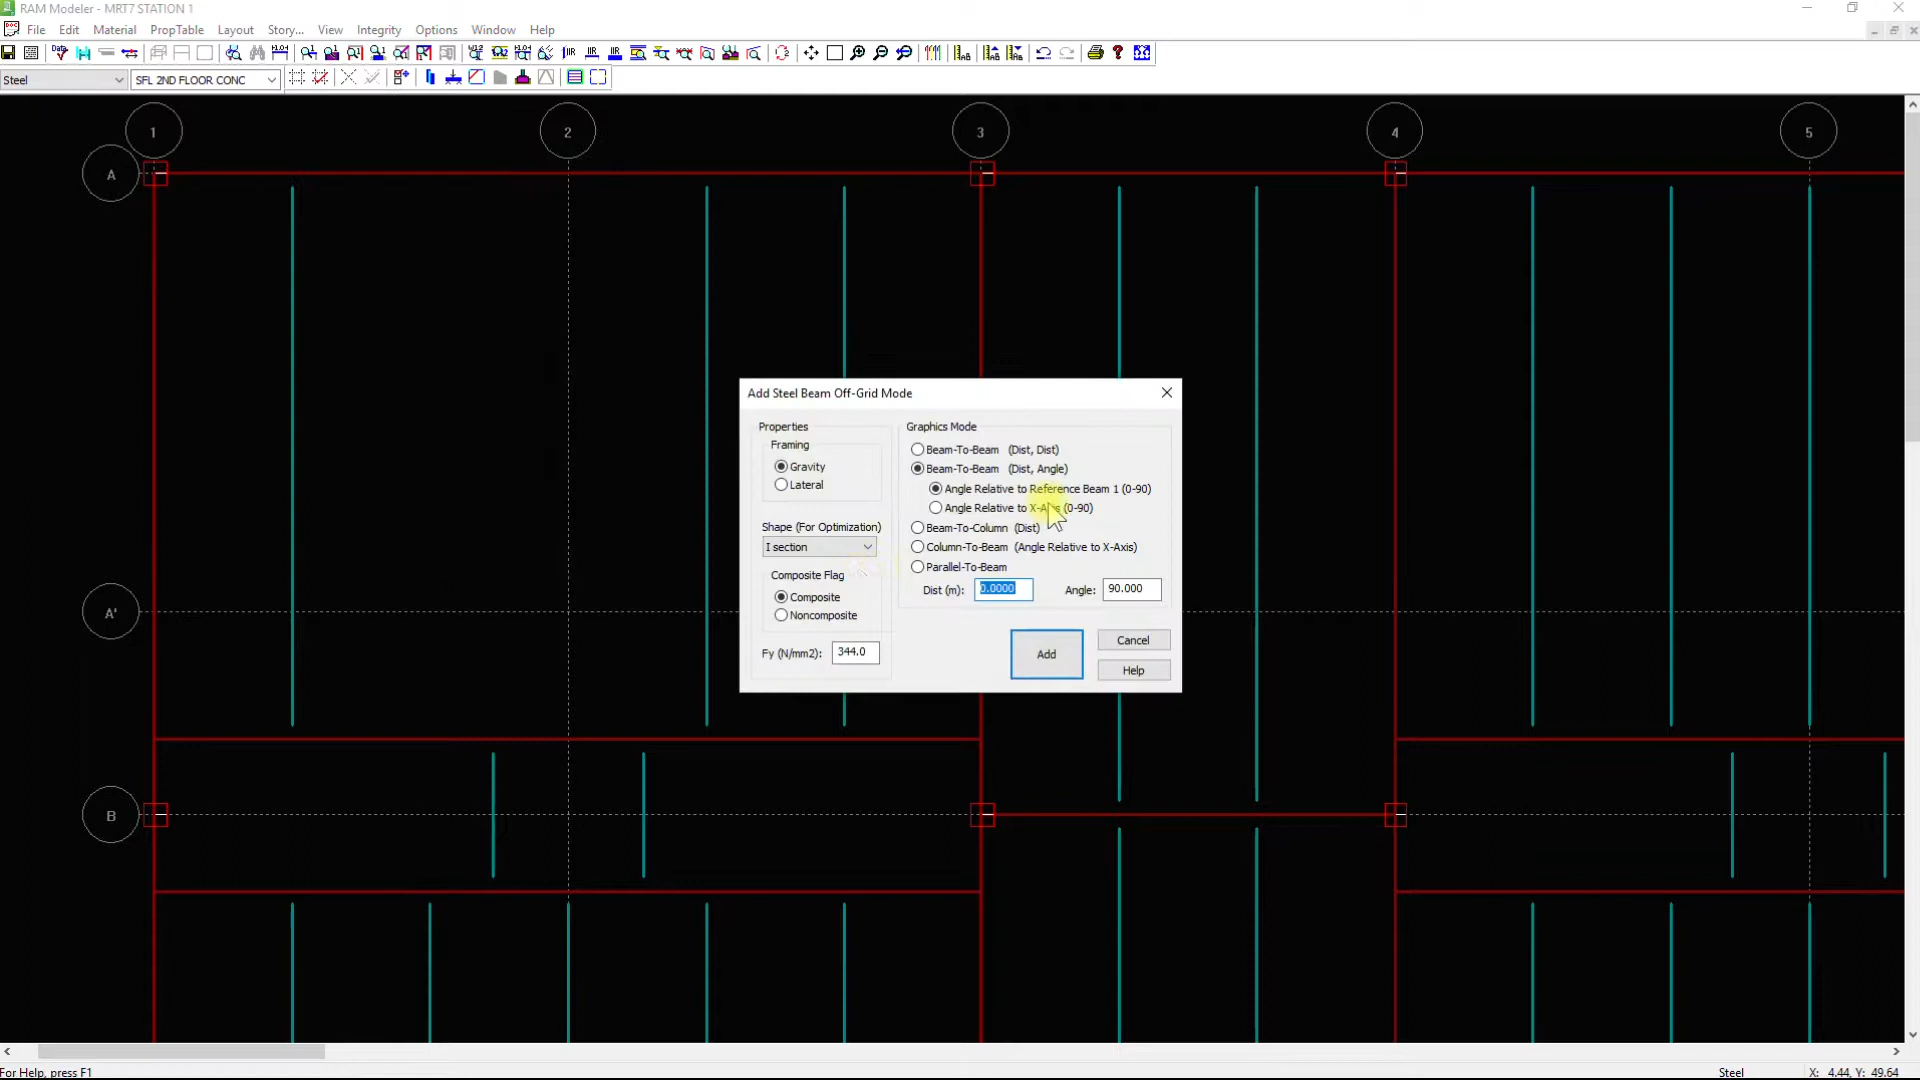 RAM Modeler - MRT7 STATION 1
File Edit Material PropTable Layout Story... View Integrity Options Window Help
Steel SFL 2ND FLOOR CONC
1 2 3 4 5
A
Add Steel Beam Off-Grid Mode
Properties
Framing
Gravity
Lateral
Shape (For Optimization)
I section
Composite Flag
Composite
Noncomposite
Fy (N/mm2): 344.0
Graphics Mode
Beam-To-Beam (Dist, Dist)
Beam-To-Beam (Dist, Angle)
Angle Relative to Reference Beam 1 (0-90)
Angle Relative to X-Axis (0-90)
Beam-To-Column (Dist)
Column-To-Beam (Angle Relative to X-Axis)
Parallel-To-Beam
Dist (m): 0.0000 Angle: 90.000
Add
Cancel
Help
A'
B
For Help, press F1 Steel X: 4.44, Y: 49.64